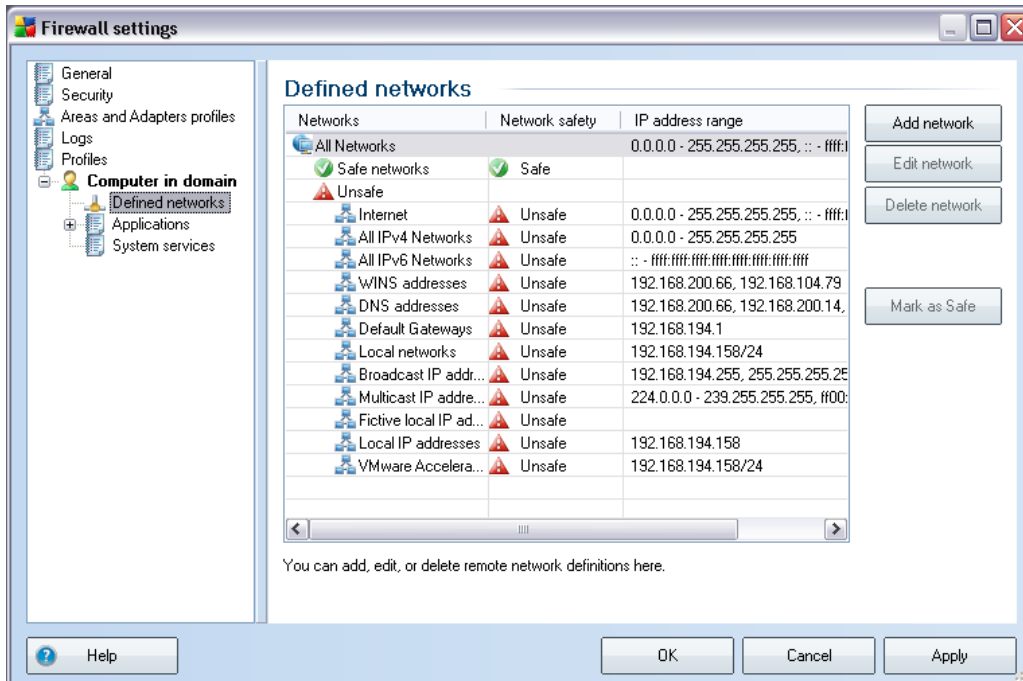 Firewall settings
General
Security
Areas and Adapters profiles
Logs
Profiles
Computer in domain
Defined networks
Applications
System services
Defined networks
Networks Network safety IP address range
All Networks 0.0.0.0 - 255.255.255.255, :: - ffff:
Safe networks Safe
Unsafe
Internet Unsafe 0.0.0.0 - 255.255.255.255, :: - ffff:
All IPv4 Networks Unsafe 0.0.0.0 - 255.255.255.255
All IPv6 Networks Unsafe :: - ffff:ffff:ffff:ffff:ffff:ffff:ffff:ffff
WINS addresses Unsafe 192.168.200.66, 192.168.104.79
DNS addresses Unsafe 192.168.200.66, 192.168.200.14,
Default Gateways Unsafe 192.168.194.1
Local networks Unsafe 192.168.194.158/24
Broadcast IP addr... Unsafe 192.168.194.255, 255.255.255.25
Multicast IP addre... Unsafe 224.0.0.0 - 239.255.255.255, ff00:
Fictive local IP ad... Unsafe
Local IP addresses Unsafe 192.168.194.158
VMware Accelera... Unsafe 192.168.194.158/24
Add network
Edit network
Delete network
Mark as Safe
You can add, edit, or delete remote network definitions here.
Help OK Cancel Apply